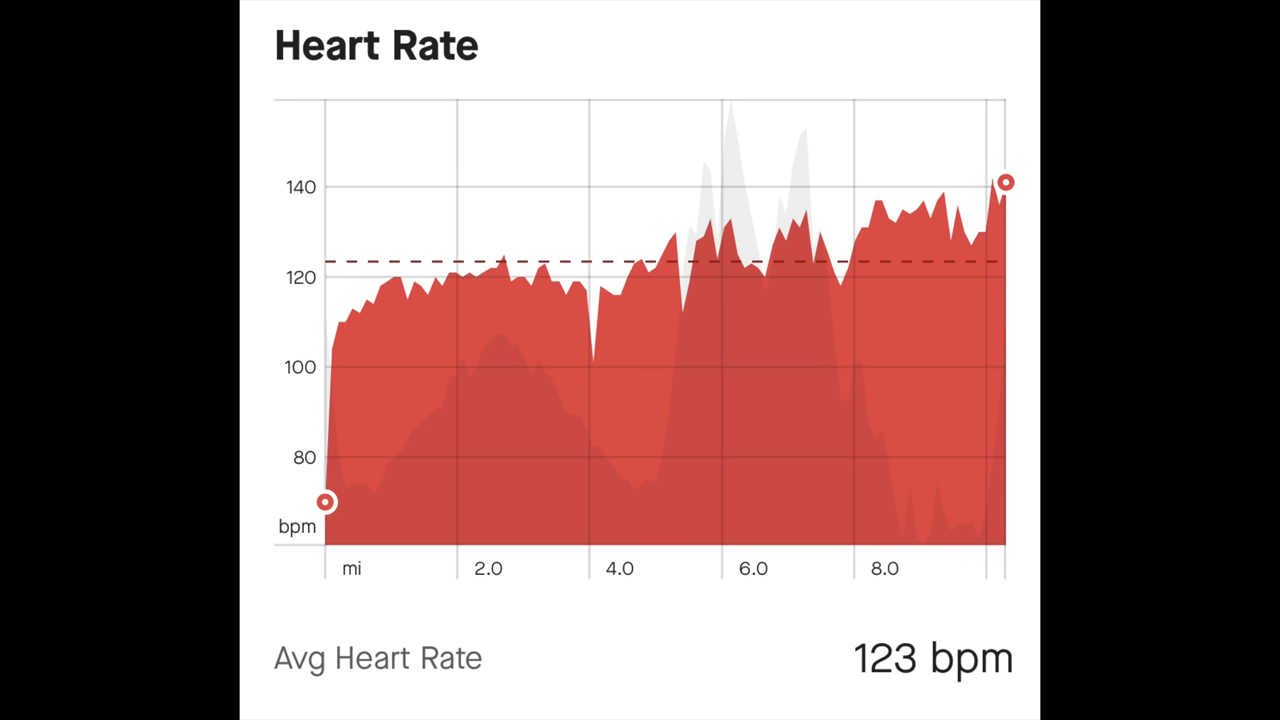 Heart Rate
140
120
100
80
bpm
mi 2.0 4.0 6.0 8.0
Avg Heart Rate 123 bpm